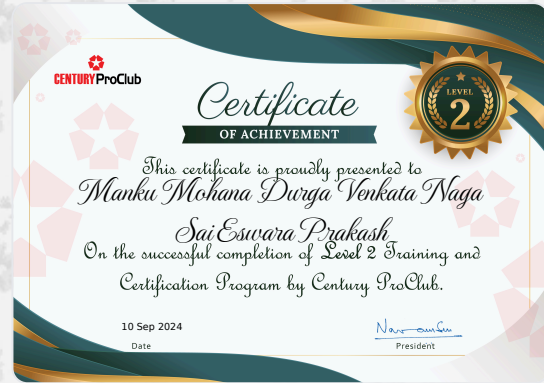 CENTURYProClub
LEVEL
2
Certificate
OF ACHIEVEMENT
This certificate is proudly presented to
Manku Mohana Durga Venkata Naga
Sai Eswara Prakash
On the successful completion of Level 2 Training and
Certification Program by Century ProClub.
10 Sep 2024
Date
President